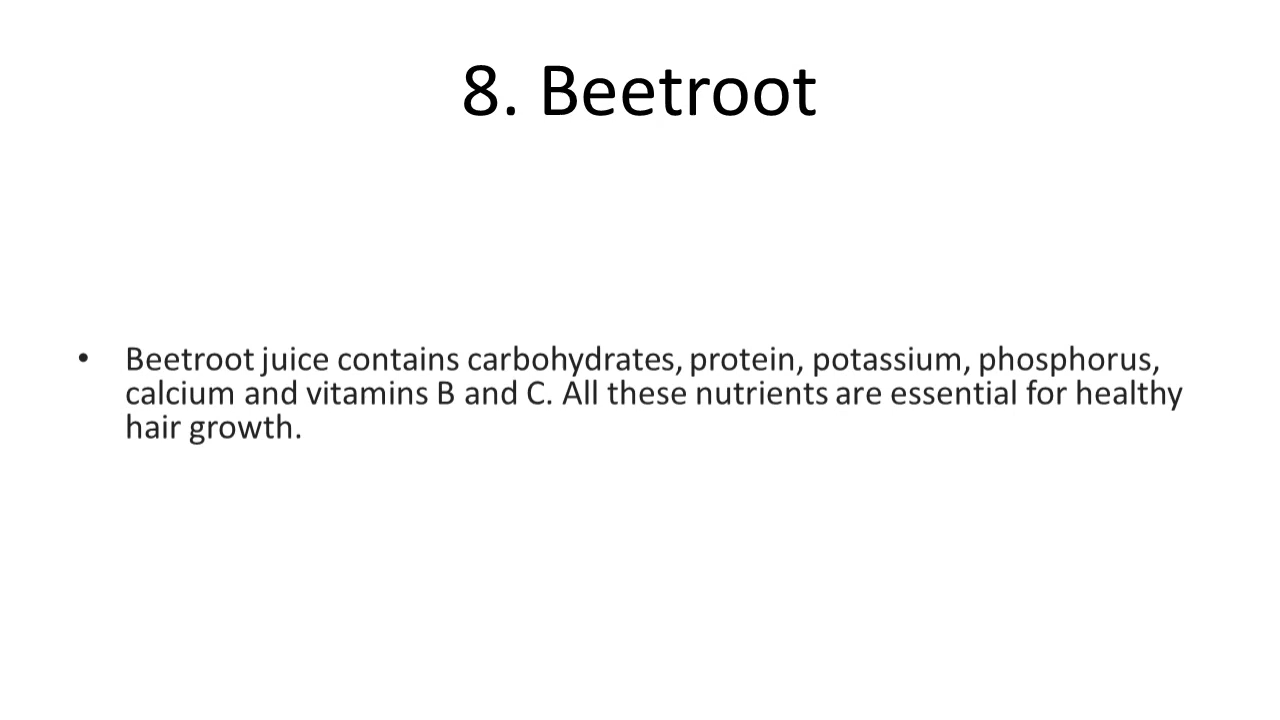 8. Beetroot
• Beetroot juice contains carbohydrates, protein, potassium, phosphorus,
calcium and vitamins B and C. All these nutrients are essential for healthy
hair growth.